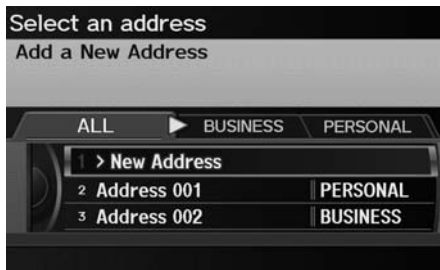 Select an address
Add a New Address
ALL BUSINESS PERSONAL
1 > New Address
2 Address 001 PERSONAL
3 Address 002 BUSINESS